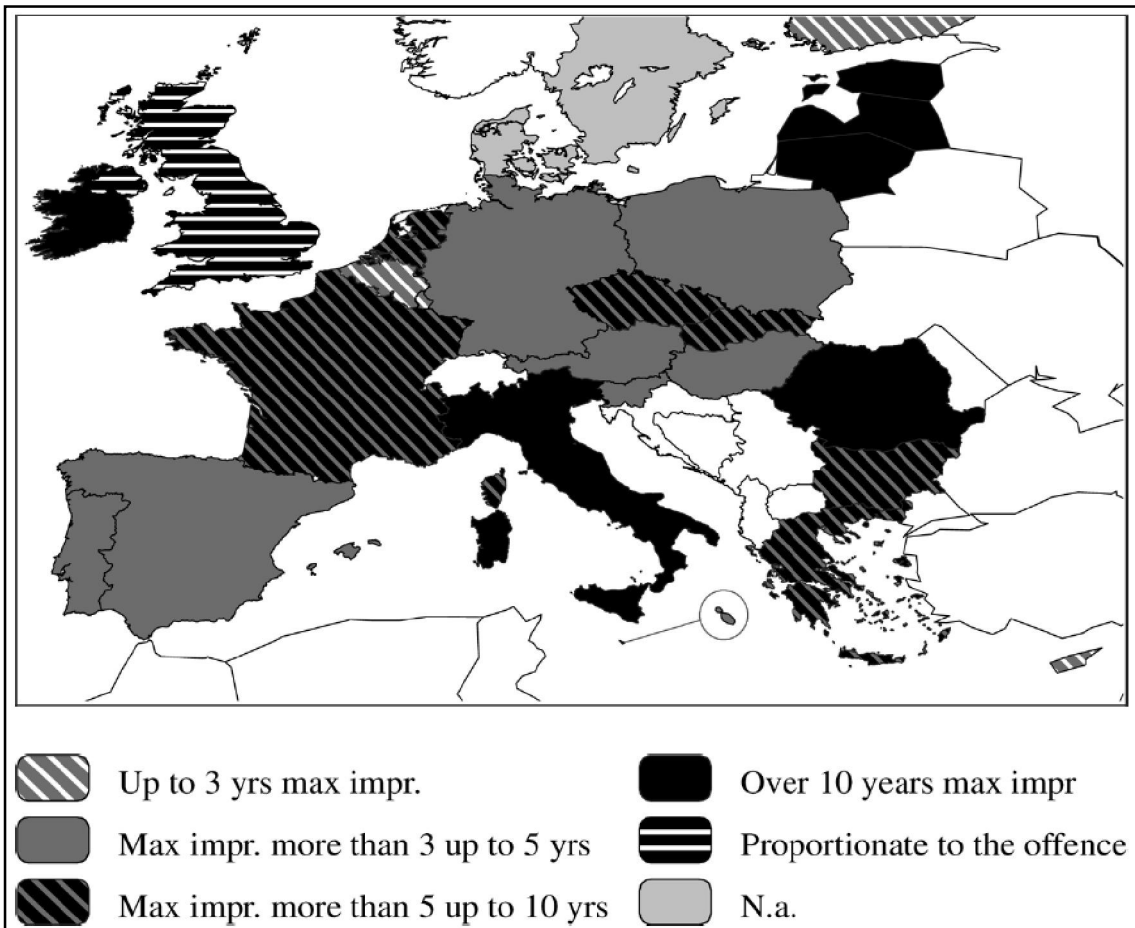 Up to 3 yrs max impr.
Max impr. more than 3 up to 5 yrs
Max impr. more than 5 up to 10 yrs
Over 10 years max impr
Proportionate to the offence
N.a.